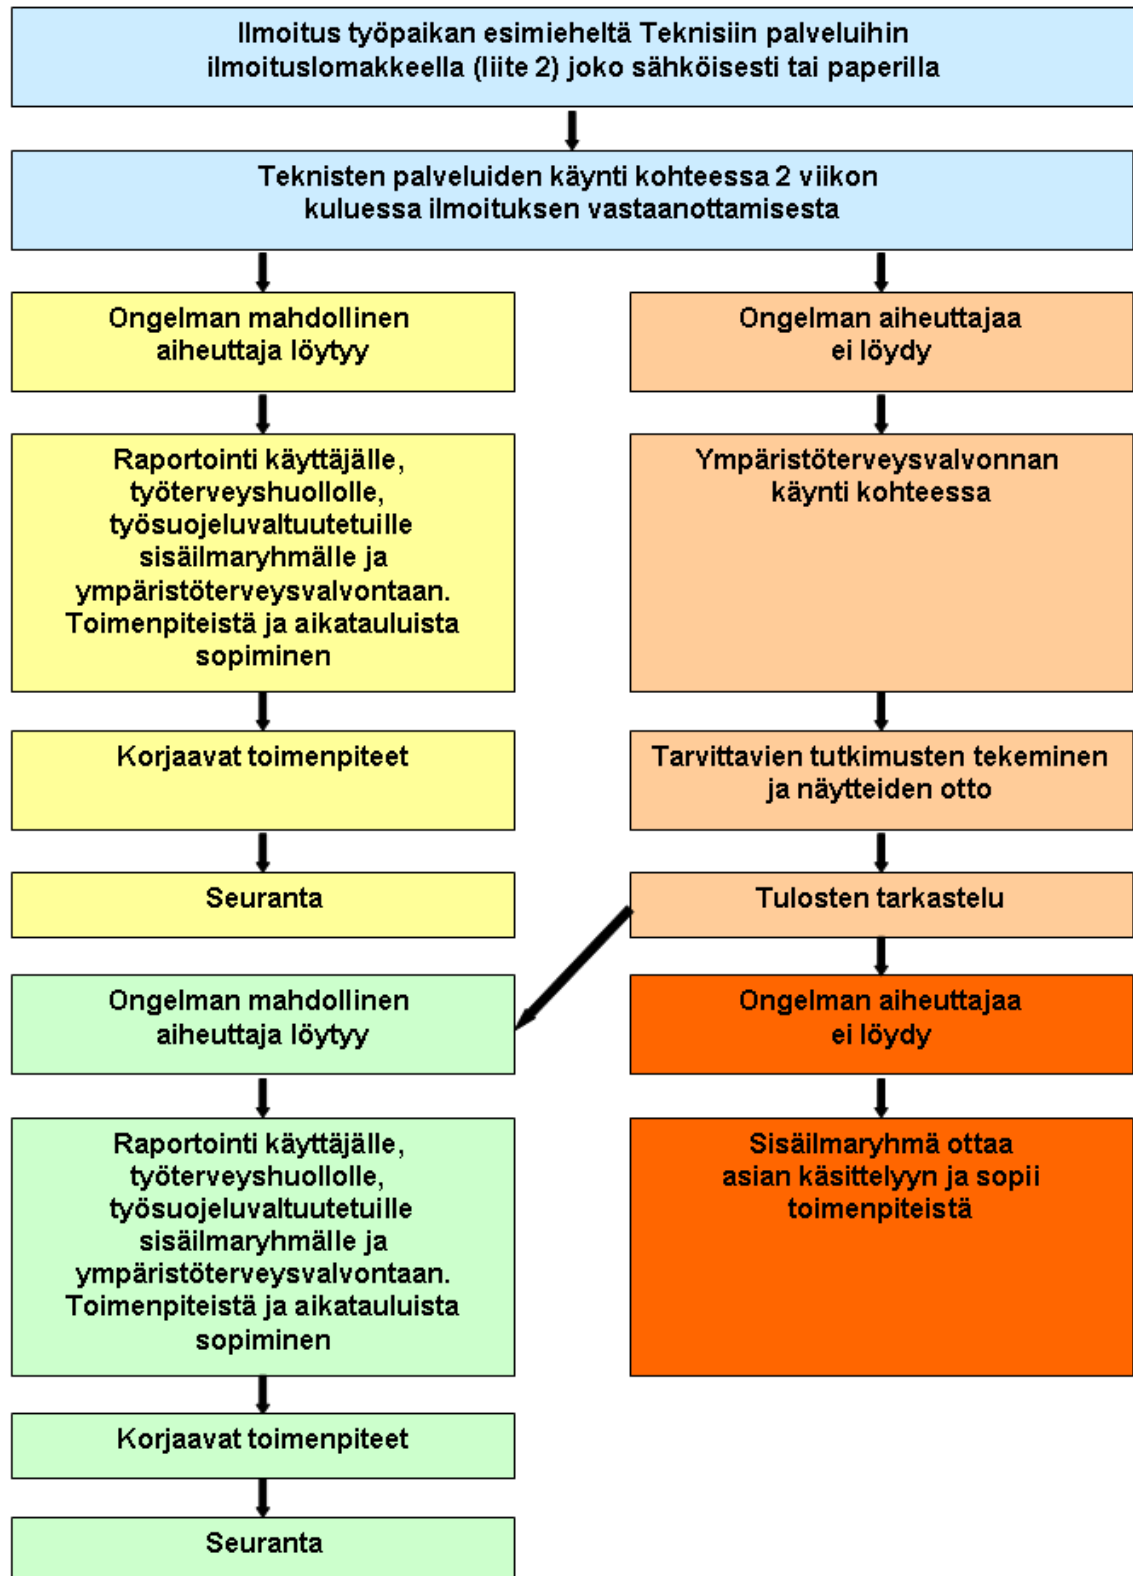 Ilmoitus työpaikan esimieheltä Teknisiin palveluihin
ilmoituslomakkeella (liite 2) joko sähköisesti tai paperilla
Teknisten palveluiden käynti kohteessa 2 viikon
kuluessa ilmoituksen vastaanottamisesta
Ongelman mahdollinen
aiheuttaja löytyy
Raportointi käyttäjälle,
työterveyshuollolle,
työsuojeluvaltuutetuille
sisäilmaryhmälle ja
ympäristöterveysvalvontaan.
Toimenpiteistä ja aikatauluista
sopiminen
Korjaavat toimenpiteet
Seuranta
Ongelman aiheuttajaa
ei löydy
Ympäristöterveysvalvonnan
käynti kohteessa
Tarvittavien tutkimusten tekeminen
ja näytteiden otto
Tulosten tarkastelu
Ongelman mahdollinen
aiheuttaja löytyy
Raportointi käyttäjälle,
työterveyshuollolle,
työsuojeluvaltuutetuille
sisäilmaryhmälle ja
ympäristöterveysvalvontaan.
Toimenpiteistä ja aikatauluista
sopiminen
Korjaavat toimenpiteet
Seuranta
Ongelman aiheuttajaa
ei löydy
Sisäilmaryhmä ottaa
asian käsittelyyn ja sopii
toimenpiteistä